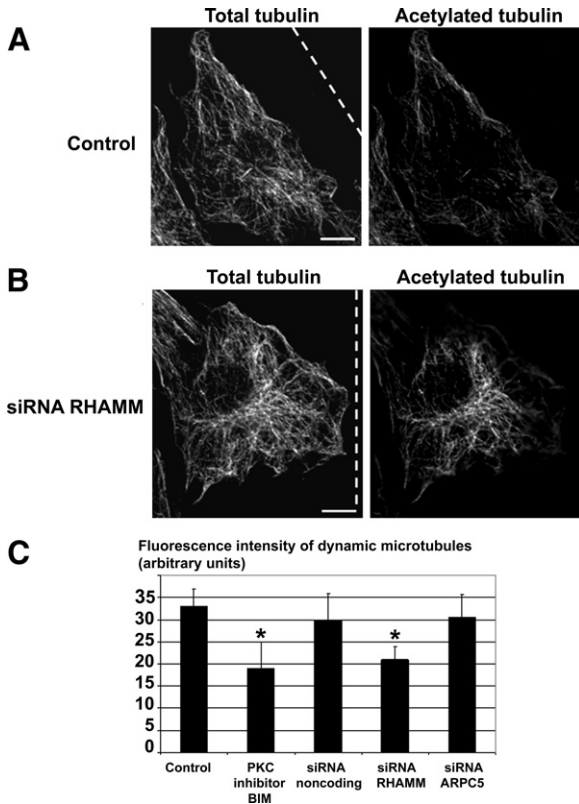 A
Total tubulin
Acetylated tubulin
Control
B
Total tubulin
Acetylated tubulin
siRNA RHAMM
C
Fluorescence intensity of dynamic microtubules
(arbitrary units)
35
30
25
20
15
10
5
0
*
*
Control
PKC
inhibitor
BIM
siRNA
noncoding
siRNA
RHAMM
siRNA
ARPC5